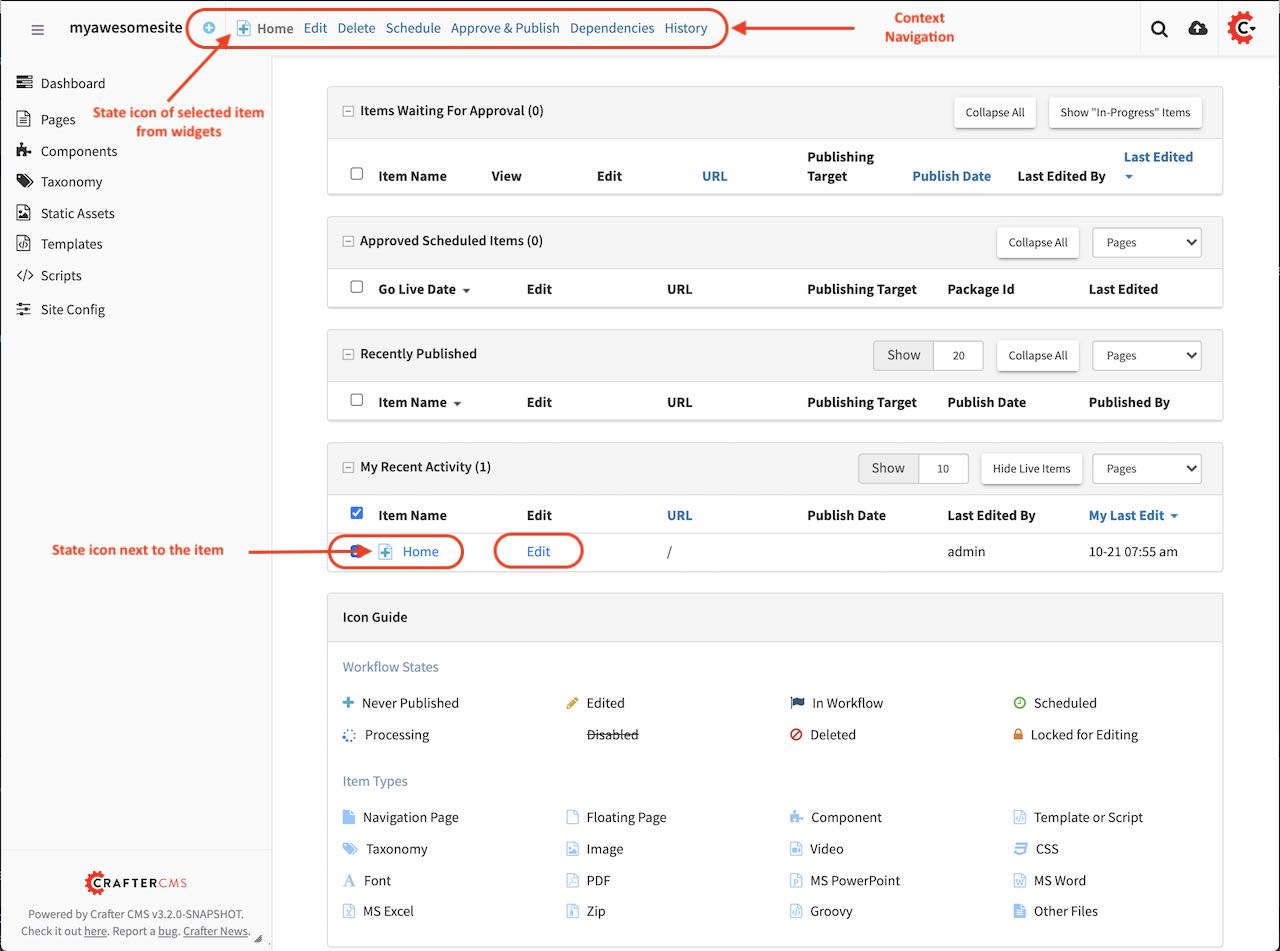 myawesomesite Home Edit Delete Schedule Approve & Publish Dependencies History
Context
Navigation
State icon of selected item
from widgets
Dashboard
Pages
Components
Taxonomy
Static Assets
Templates
Scripts
Site Config
Items Waiting For Approval (0) Collapse All Show "In-Progress" Items
Item Name View Edit URL Publishing Target Publish Date Last Edited By Last Edited
Approved Scheduled Items (0) Collapse All Pages
Go Live Date Edit URL Publishing Target Package Id Last Edited
Recently Published Show 20 Collapse All Pages
Item Name Edit URL Publishing Target Publish Date Published By
My Recent Activity (1) Show 10 Hide Live Items Pages
Item Name Edit URL Publish Date Last Edited By My Last Edit
State icon next to the item
Home Edit / admin 10-21 07:55 am
Icon Guide
Workflow States
Never Published Edited In Workflow Scheduled
Processing Disabled Deleted Locked for Editing
Item Types
Navigation Page Floating Page Component Template or Script
Taxonomy Image Video CSS
Font PDF MS PowerPoint MS Word
MS Excel Zip Groovy Other Files
CRAFTERCMS
Powered by Crafter CMS v3.2.0-SNAPSHOT.
Check it out here. Report a bug. Crafter News.